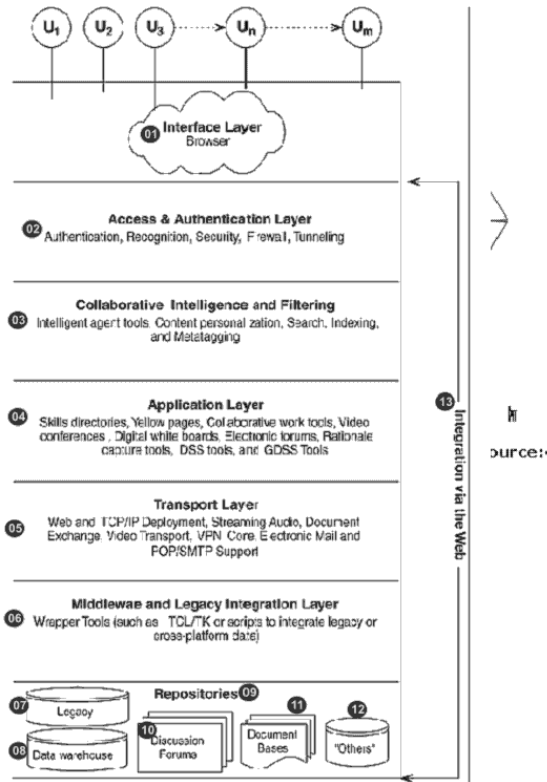 U1 U2 U3 Un Um
01 Interface Layer
Browser
Access & Authentication Layer
02 Authentication, Recognition, Security, Firewall, Tunneling
Collaborative Intelligence and Filtering
03 Intelligent agent tools, Content personal zation, Search, Indexing,
and Metatagging
Application Layer
04 Skills directories, Yellow pages, Collaborative work tools, Video
conferences, Digital white boards, Electronic forums, Rationale
capture tools, DSS tools, and GDSS Tools
Transport Layer
05 Web and TCP/IP Deployment, Streaming Audio, Document
Exchange, Video Transport, VPN, Core, Electronic Mail and
POP/SMTP Support
Middlewae and Legacy Integration Layer
06 Wrapper Tools (such as TCL/TK or scripts to integrate legacy or
cross-platform data)
Repositories 09
07 Legacy
08 Data warehouse
10 Discussion
Forums
11 Document
Bases
12 "Others"
13 Integration via the Web
ource: